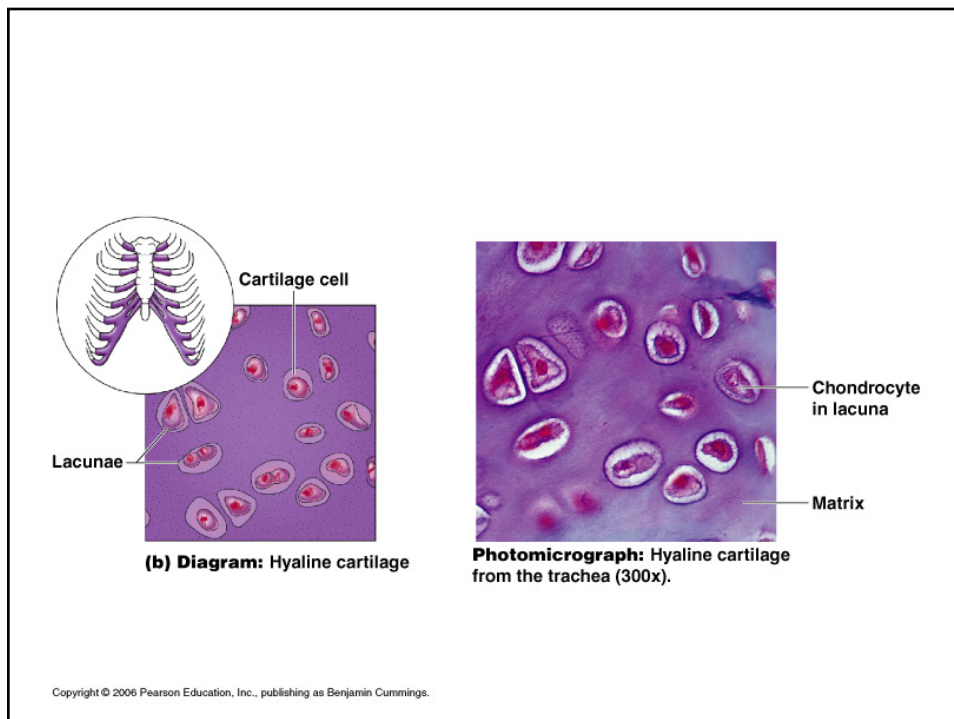 Cartilage cell
Lacunae
(b) Diagram: Hyaline cartilage
Chondrocyte
in lacuna
Matrix
Photomicrograph: Hyaline cartilage
from the trachea (300x).
Copyright © 2006 Pearson Education, Inc., publishing as Benjamin Cummings.